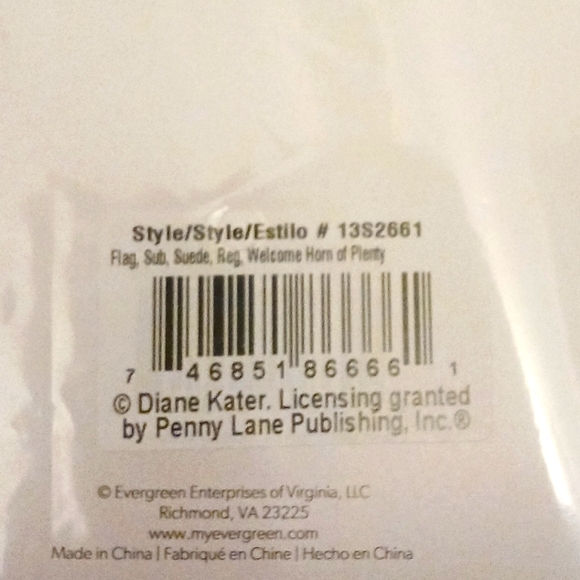 Style/Style/Estilo # 13S2661
Flag, Sub, Suede, Reg, Welcome Horn of Plenty
7 46851 86666 1
© Diane Kater. Licensing granted
by Penny Lane Publishing, Inc.®
© Evergreen Enterprises of Virginia, LLC
Richmond, VA 23225
www.myevergreen.com
Made in China | Fabriqué en Chine | Hecho en China